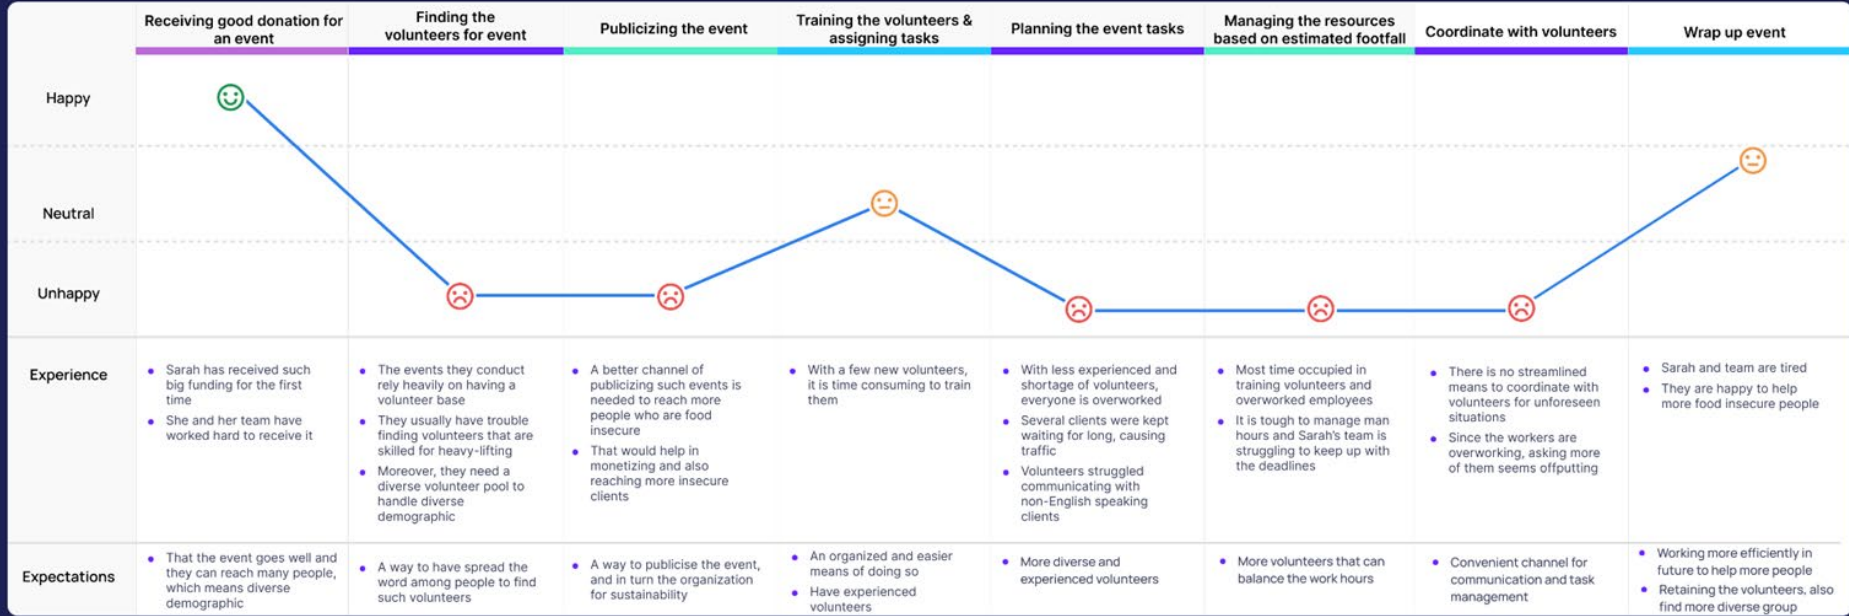 Receiving good donation for
an event
Finding the
volunteers for event
Publicizing the event
Training the volunteers &
assigning tasks
Planning the event tasks
Managing the resources
based on estimated footfall
Coordinate with volunteers
Wrap up event
Happy
Neutral
Unhappy
Experience
Sarah has received such
big funding for the first
time
She and her team have
worked hard to receive it
The events they conduct
rely heavily on having a
volunteer base
They usually have trouble
finding volunteers that are
skilled for heavy-lifting
Moreover, they need a
diverse volunteer pool to
handle diverse
demographic
A better channel of
publicizing such events is
needed to reach more
people who are food
insecure
That would help in
monetizing and also
reaching more insecure
clients
With a few new volunteers,
it is time consuming to train
them
With less experienced and
shortage of volunteers,
everyone is overworked
Several clients were kept
waiting for long, causing
traffic
Volunteers struggled
communicating with
non-English speaking
clients
Most time occupied in
training volunteers and
overworked employees
It is tough to manage man
hours and Sarah's team is
struggling to keep up with
the deadlines
There is no streamlined
means to coordinate with
volunteers for unforeseen
situations
Since the workers are
overworking, asking more
of them seems offputting
Sarah and team are tired
They are happy to help
more food insecure people
Expectations
That the event goes well and
they can reach many people,
which means diverse
demographic
A way to have spread the
word among people to find
such volunteers
A way to publicise the event,
and in turn the organization
for sustainability
An organized and easier
means of doing so
Have experienced
volunteers
More diverse and
experienced volunteers
More volunteers that can
balance the work hours
Convenient channel for
communication and task
management
Working more efficiently in
future to help more people
Retaining the volunteers, also
find more diverse group